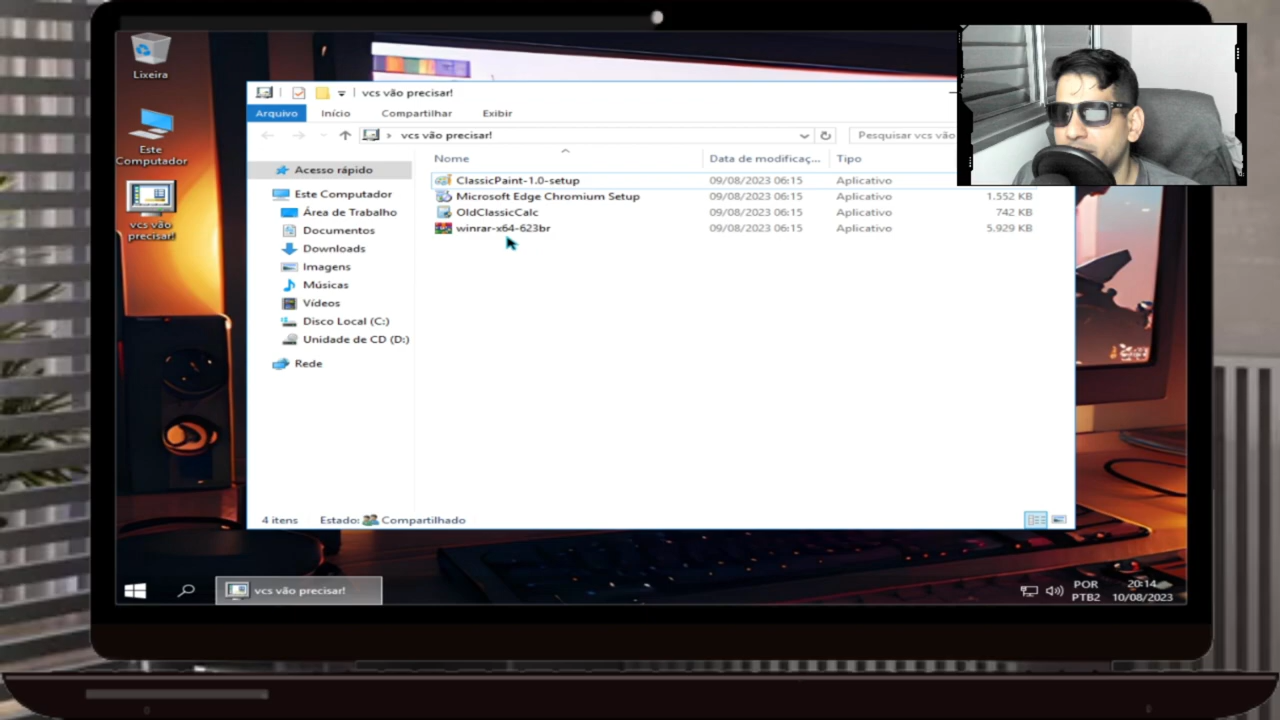 Lixeira
Este
Computador
vcs vão
precisar!
vcs vão precisar!
Arquivo
Início
Compartilhar
Exibir
vcs vão precisar!
Pesquisar vcs vão
Nome
Data de modificaç...
Tipo
ClassicPaint-1.0-setup 09/08/2023 06:15 Aplicativo
Microsoft Edge Chromium Setup 09/08/2023 06:15 Aplicativo 1.552 KB
OldClassicCalc 09/08/2023 06:15 Aplicativo 742 KB
winrar-x64-623br 09/08/2023 06:15 Aplicativo 5.929 KB
Acesso rápido
Este Computador
Área de Trabalho
Documentos
Downloads
Imagens
Músicas
Vídeos
Disco Local (C:)
Unidade de CD (D:)
Rede
4 itens
Estado:
Compartilhado
vcs vão precisar!
POR
PTB2
20:14
10/08/2023